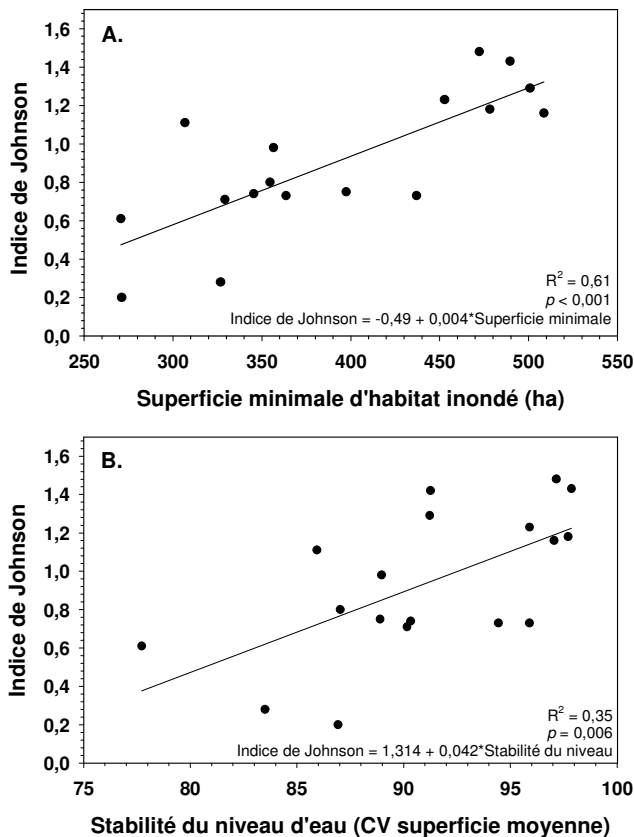 A.
Indice de Johnson
1,6
1,4
1,2
1,0
0,8
0,6
0,4
0,2
0,0
R² = 0,61
p < 0,001
Indice de Johnson = -0,49 + 0,004*Superficie minimale
250 300 350 400 450 500 550
Superficie minimale d'habitat inondé (ha)
B.
Indice de Johnson
1,6
1,4
1,2
1,0
0,8
0,6
0,4
0,2
0,0
R² = 0,35
p = 0,006
Indice de Johnson = 1,314 + 0,042*Stabilité du niveau
75 80 85 90 95 100
Stabilité du niveau d'eau (CV superficie moyenne)